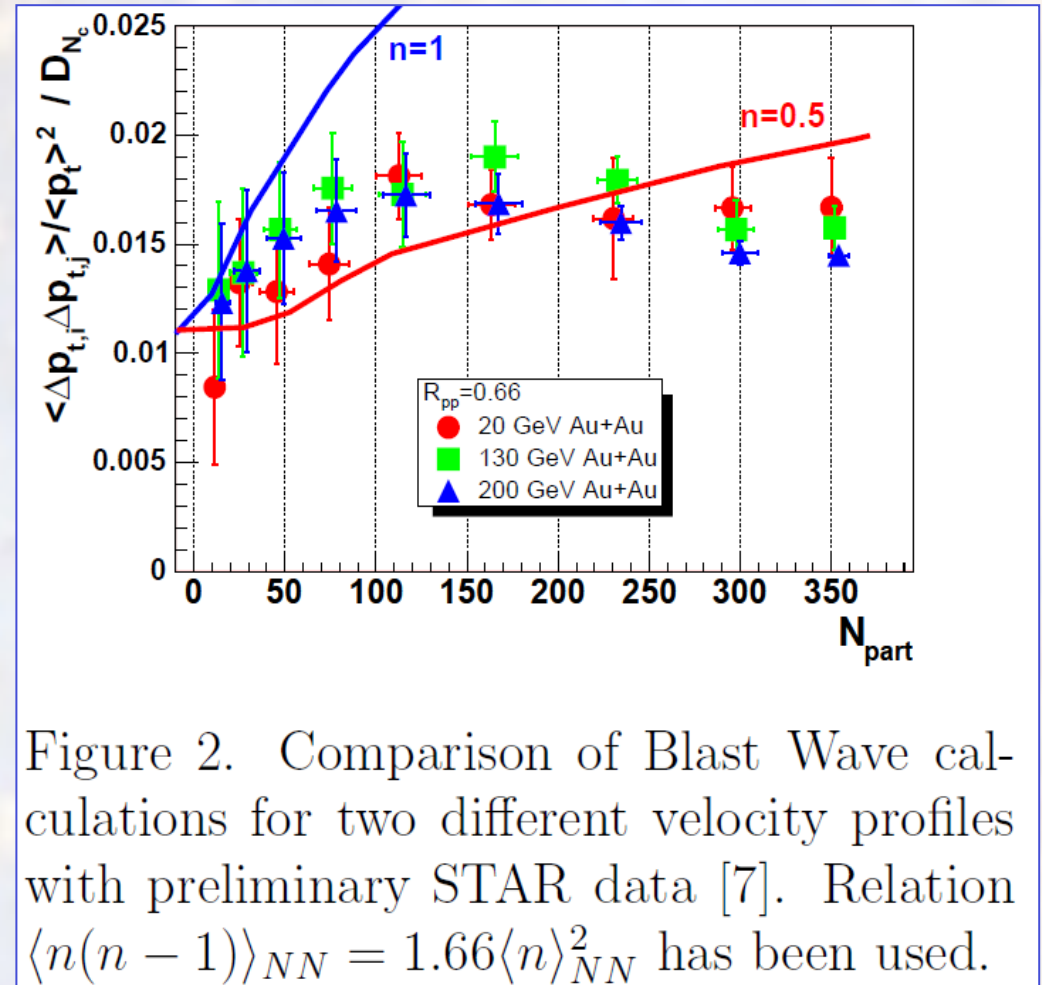 <Δp_{t,i}Δp_{t,j}>/<p_t>² / D_{N_c}
0.025
0.02
0.015
0.01
0.005
0
n=1
n=0.5
R_{pp}=0.66
20 GeV Au+Au
130 GeV Au+Au
200 GeV Au+Au
0 50 100 150 200 250 300 350
N_{part}
Figure 2. Comparison of Blast Wave cal-
culations for two different velocity profiles
with preliminary STAR data [7]. Relation
⟨n(n − 1)⟩_{NN} = 1.66⟨n⟩²_{NN} has been used.